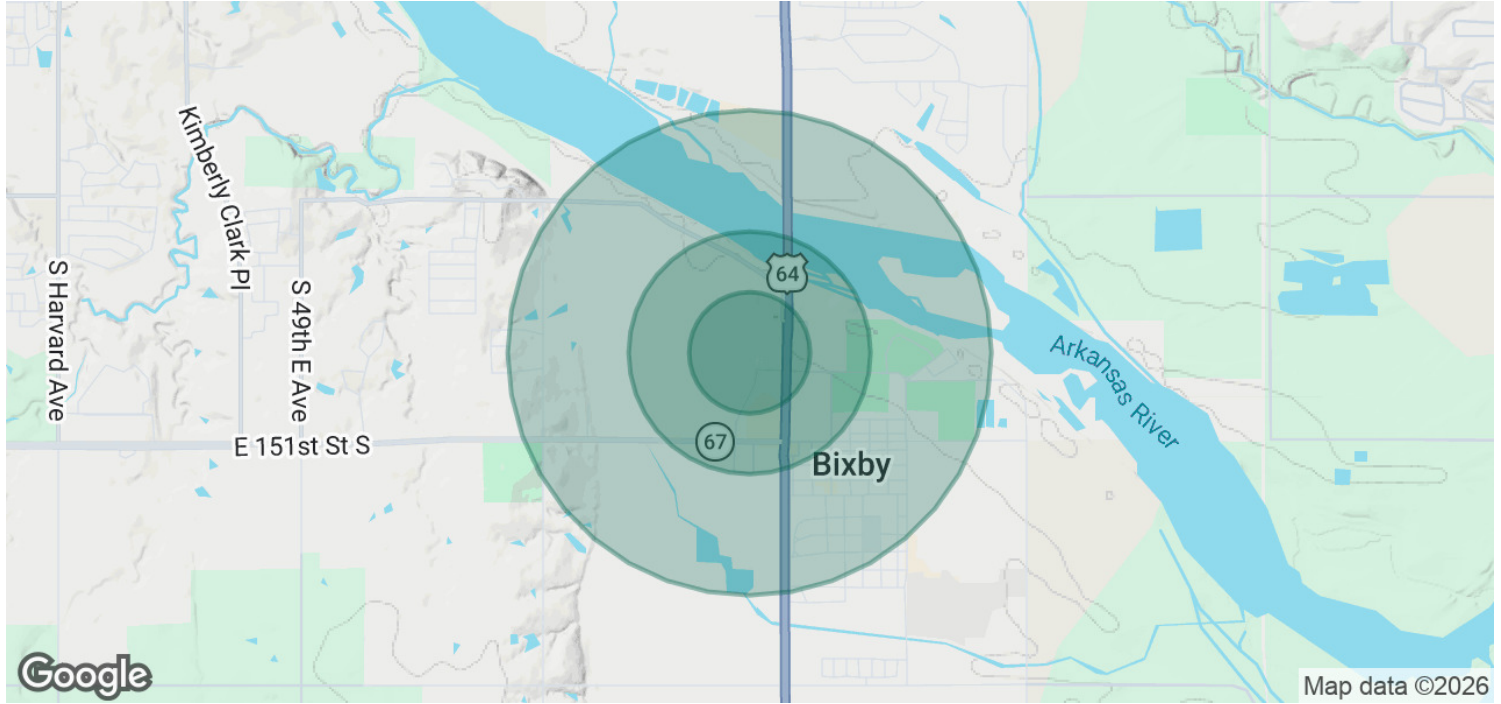 Kimberly Clark Pl
S Harvard Ave
S 49th E Ave
64
Arkansas River
E 151st St S
67
Bixby
Google
Map data ©2026